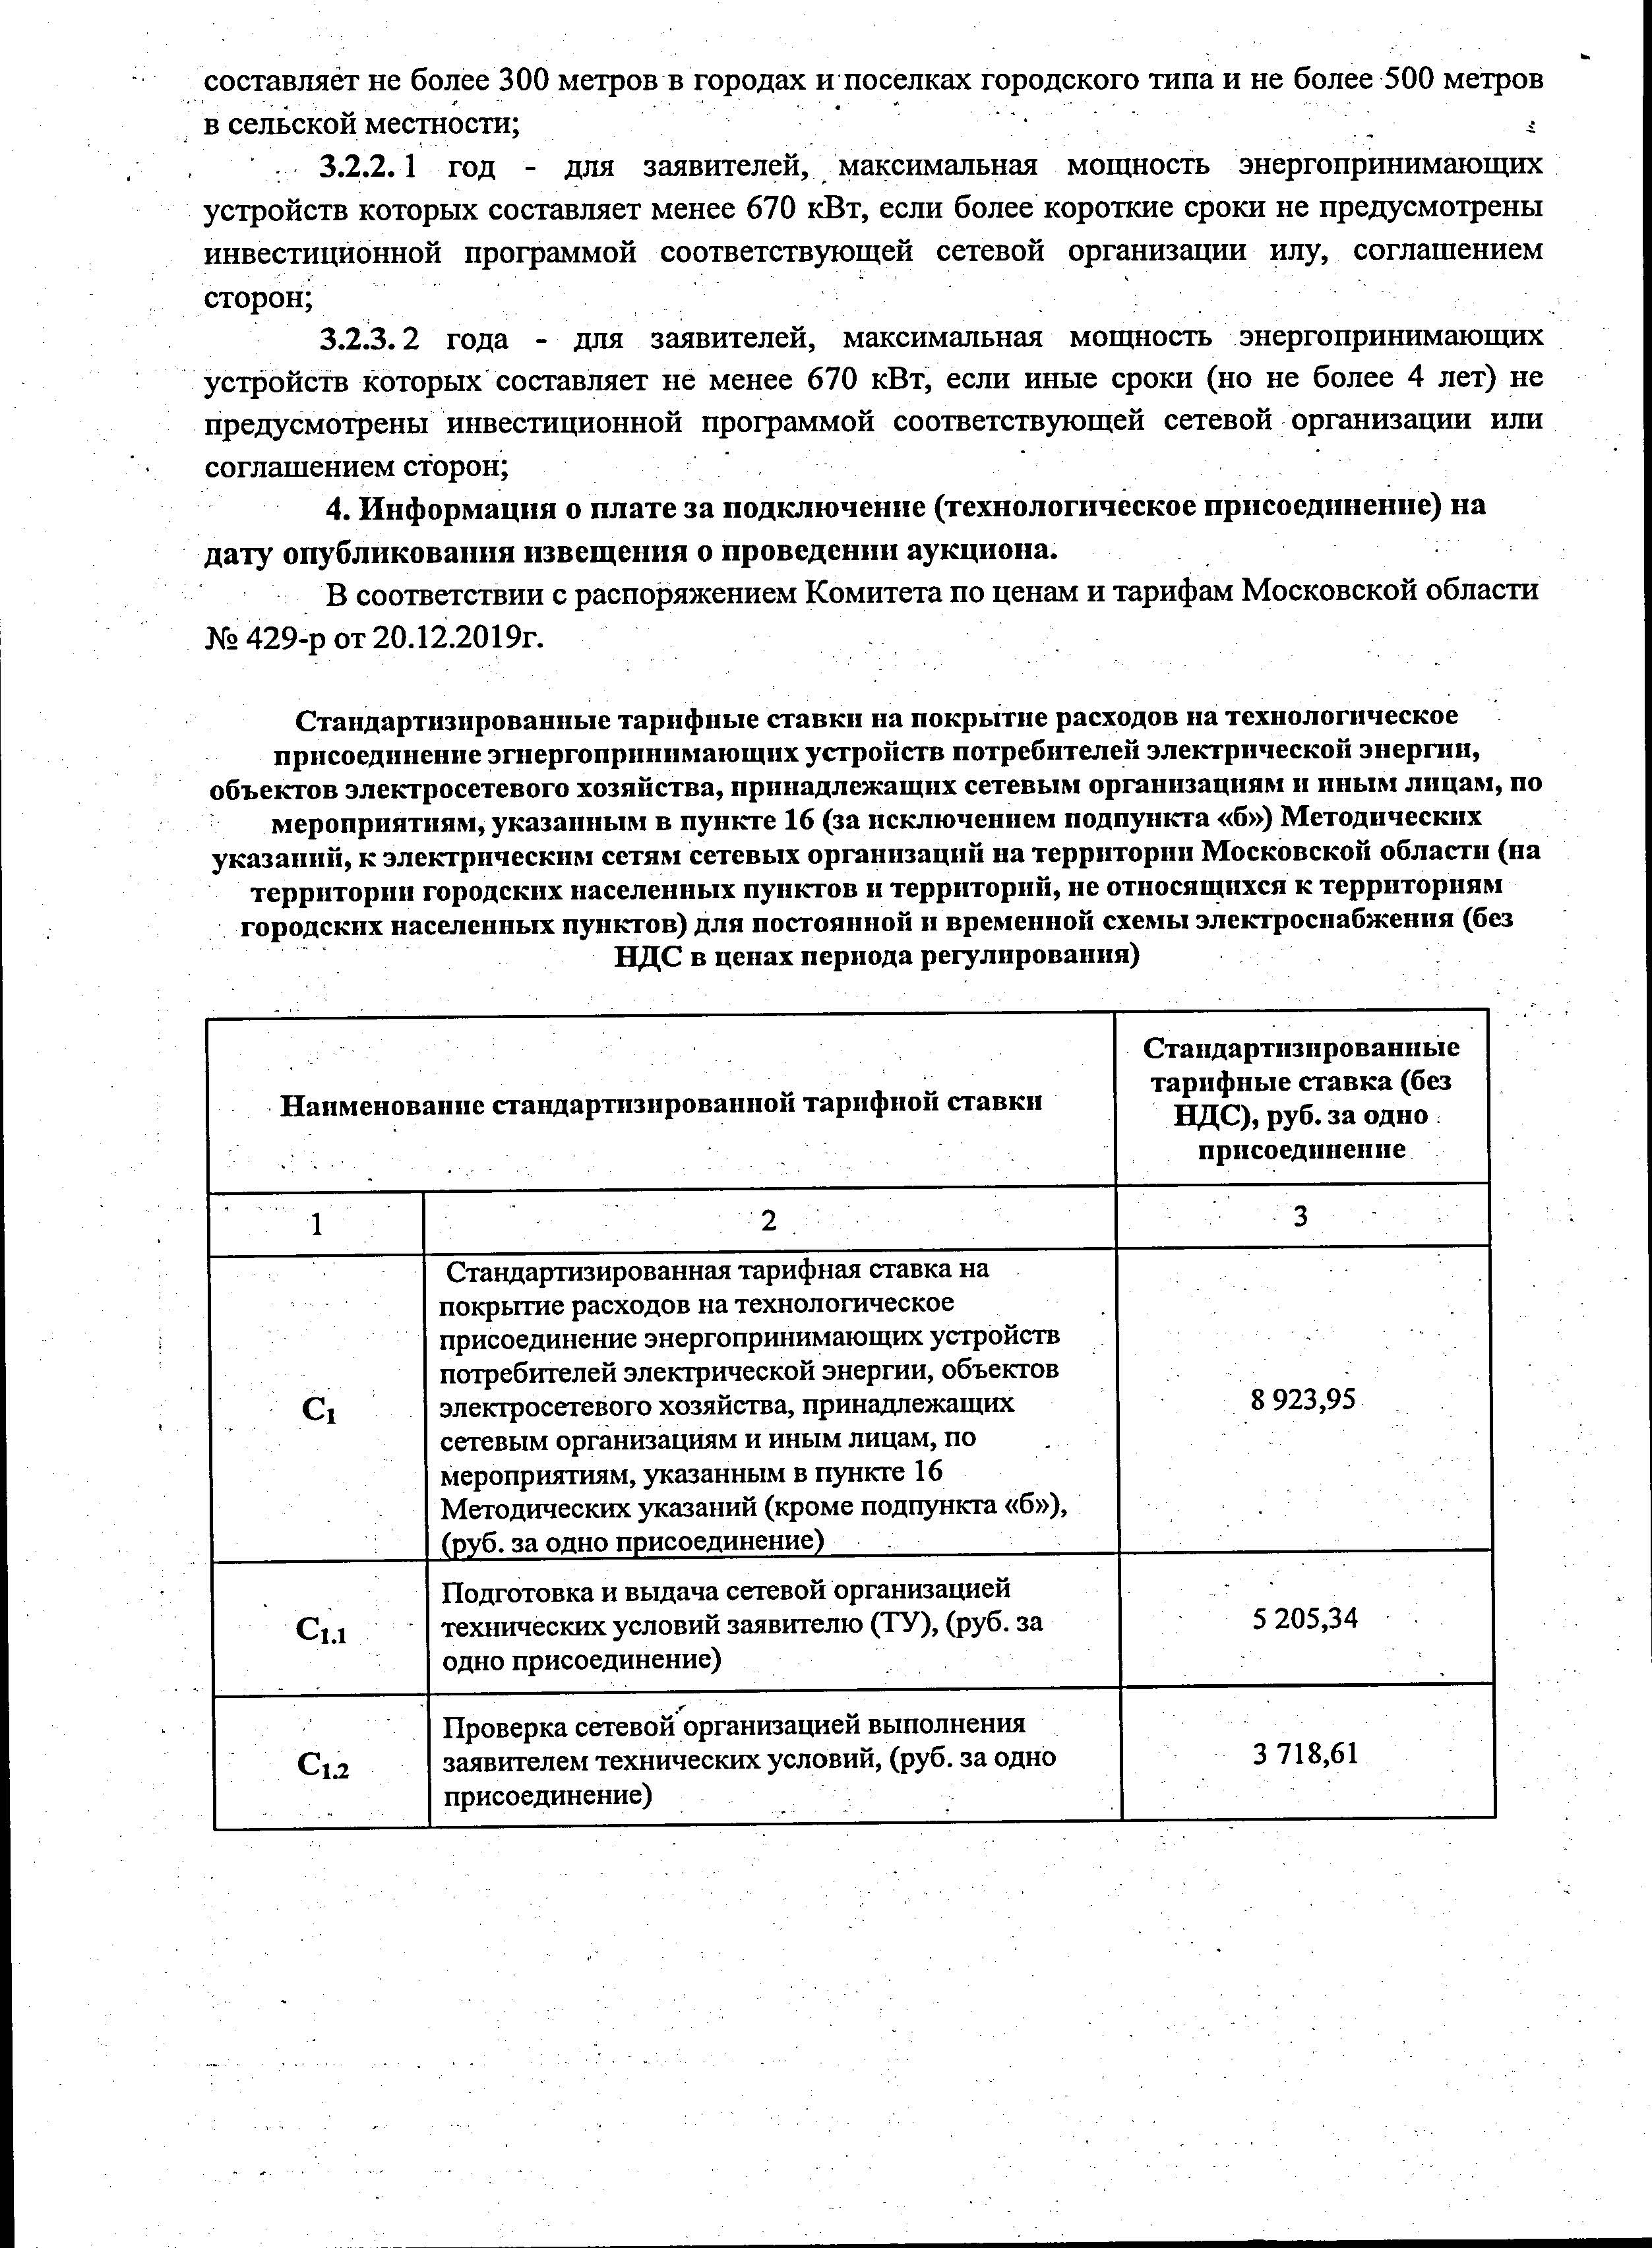 составляет не более 300 метров в городах и поселках городского типа и не более 500 метров
в сельской местности;
3.2.2. 1 год - для заявителей, максимальная мощность энергопринимающих
устройств которых составляет менее 670 кВт, если более короткие сроки не предусмотрены
инвестиционной программой соответствующей сетевой организации илу, соглашением
сторон;
3.2.3. 2 года - для заявителей, максимальная мощность энергопринимающих
устройств которых составляет не менее 670 кВт, если иные сроки (но не более 4 лет) не
предусмотрены инвестиционной программой соответствующей сетевой организации или
соглашением сторон;
4. Информация о плате за подключение (технологическое присоединение) на
дату опубликования извещения о проведении аукциона.
В соответствии с распоряжением Комитета по ценам и тарифам Московской области
№ 429-р от 20.12.2019г.
Стандартизированные тарифные ставки на покрытие расходов на технологическое
присоединение эгнергопринимающих устройств потребителей электрической энергии,
объектов электросетевого хозяйства, принадлежащих сетевым организациям и иным лицам, по
мероприятиям, указанным в пункте 16 (за исключением подпункта «б») Методических
указаний, к электрическим сетям сетевых организаций на территории Московской области (на
территории городских населенных пунктов и территорий, не относящихся к территориям
городских населенных пунктов) для постоянной и временной схемы электроснабжения (без
НДС в ценах периода регулирования)
Наименование стандартизированной тарифной ставки
Стандартизированные
тарифные ставка (без
НДС), руб. за одно
присоединение
1
2
3
С1
Стандартизированная тарифная ставка на
покрытие расходов на технологическое
присоединение энергопринимающих устройств
потребителей электрической энергии, объектов
электросетевого хозяйства, принадлежащих
сетевым организациям и иным лицам, по
мероприятиям, указанным в пункте 16
Методических указаний (кроме подпункта «б»),
(руб. за одно присоединение)
8 923,95
С1.1
Подготовка и выдача сетевой организацией
технических условий заявителю (ТУ), (руб. за
одно присоединение)
5 205,34
С1.2
Проверка сетевой организацией выполнения
заявителем технических условий, (руб. за одно
присоединение)
3 718,61